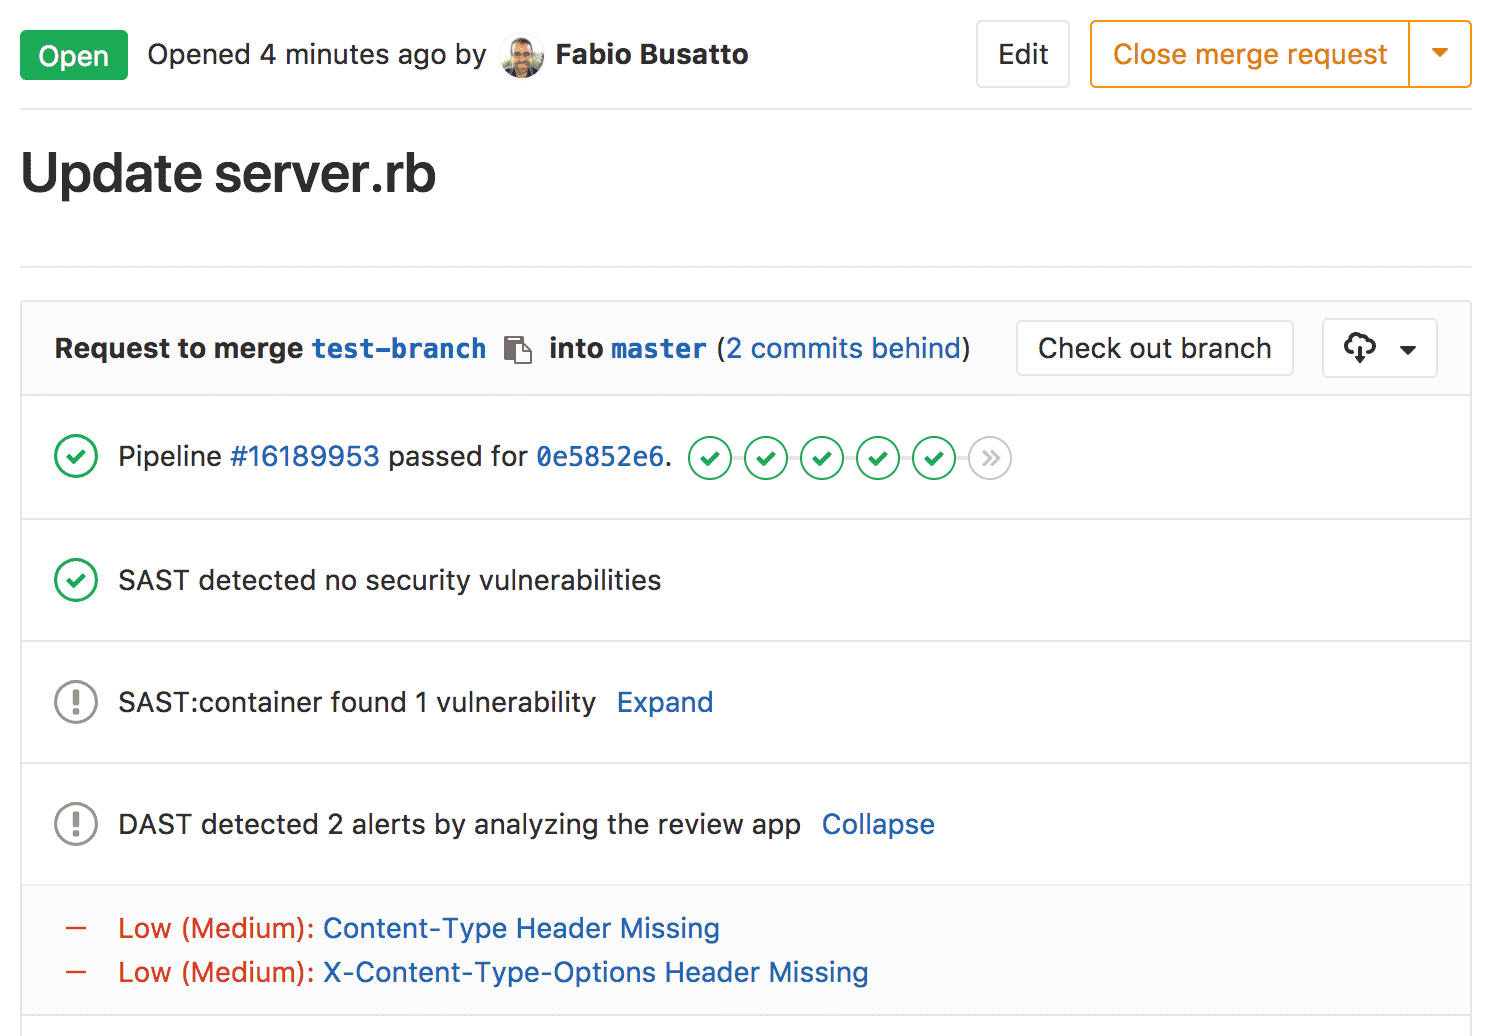 Open Opened 4 minutes ago by Fabio Busatto Edit Close merge request
Update server.rb
Request to merge test-branch into master (2 commits behind) Check out branch
Pipeline #16189953 passed for 0e5852e6.
SAST detected no security vulnerabilities
SAST:container found 1 vulnerability Expand
DAST detected 2 alerts by analyzing the review app Collapse
– Low (Medium): Content-Type Header Missing
– Low (Medium): X-Content-Type-Options Header Missing